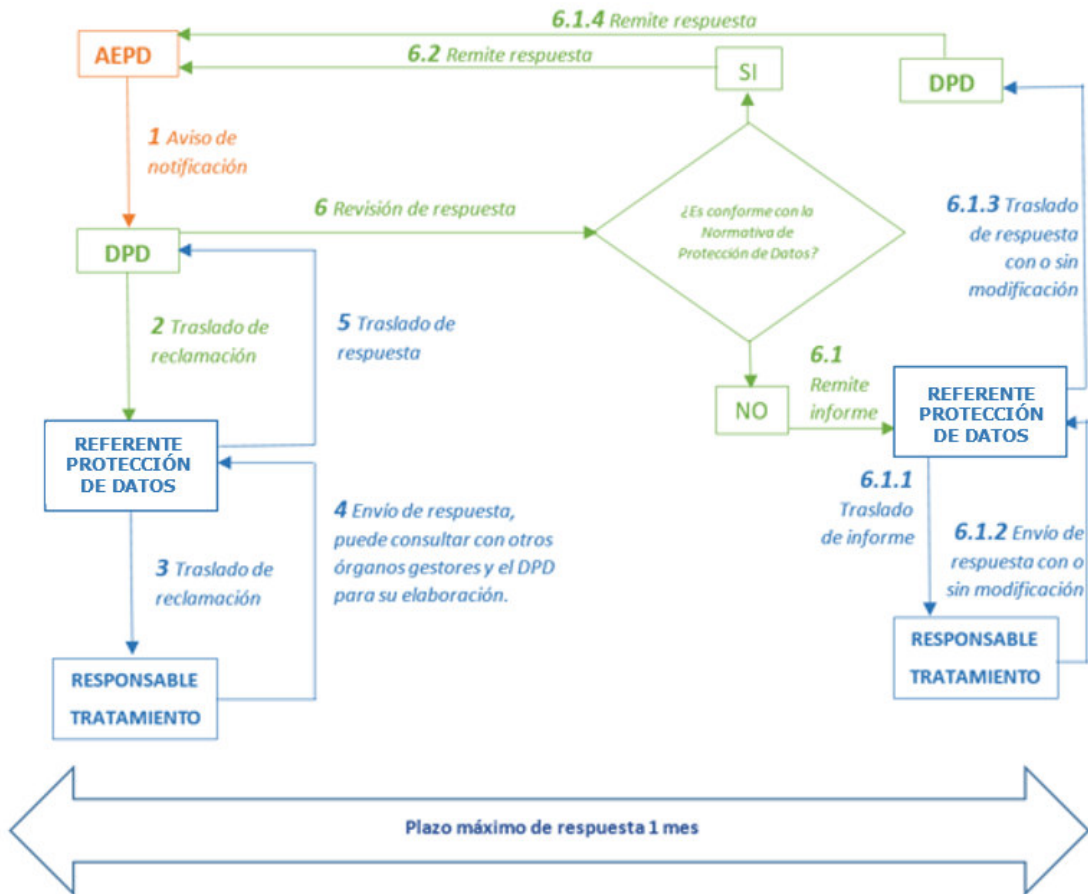 6.1.4 Remite respuesta
AEPD
6.2 Remite respuesta
SI
DPD
1 Aviso de
notificación
6 Revisión de respuesta
¿Es conforme con la
Normativa de
Protección de Datos?
6.1.3 Traslado
de respuesta
con o sin
modificación
DPD
2 Traslado de
reclamación
5 Traslado de
respuesta
6.1
Remite
informe
NO
REFERENTE
PROTECCIÓN
DE DATOS
REFERENTE
PROTECCIÓN
DE DATOS
4 Envío de respuesta,
puede consultar con otros
órganos gestores y el DPD
para su elaboración.
6.1.1
Traslado
de informe
6.1.2 Envío de
respuesta con o
sin modificación
3 Traslado de
reclamación
RESPONSABLE
TRATAMIENTO
RESPONSABLE
TRATAMIENTO
Plazo máximo de respuesta 1 mes